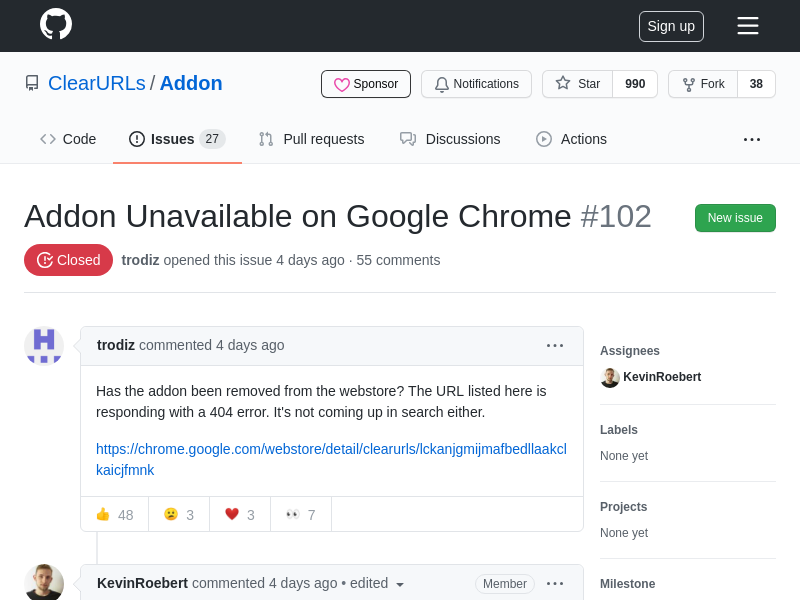 Sign up
ClearURLs / Addon
Sponsor
Notifications
Star 990
Fork 38
Code
Issues 27
Pull requests
Discussions
Actions
Addon Unavailable on Google Chrome #102
New issue
Closed
trodiz opened this issue 4 days ago · 55 comments
trodiz commented 4 days ago
Has the addon been removed from the webstore? The URL listed here is
responding with a 404 error. It's not coming up in search either.
https://chrome.google.com/webstore/detail/clearurls/lckanjgmijmafbedllaakcl
kaicjfmnk
48
3
3
7
KevinRoebert commented 4 days ago • edited
Member
Assignees
KevinRoebert
Labels
None yet
Projects
None yet
Milestone